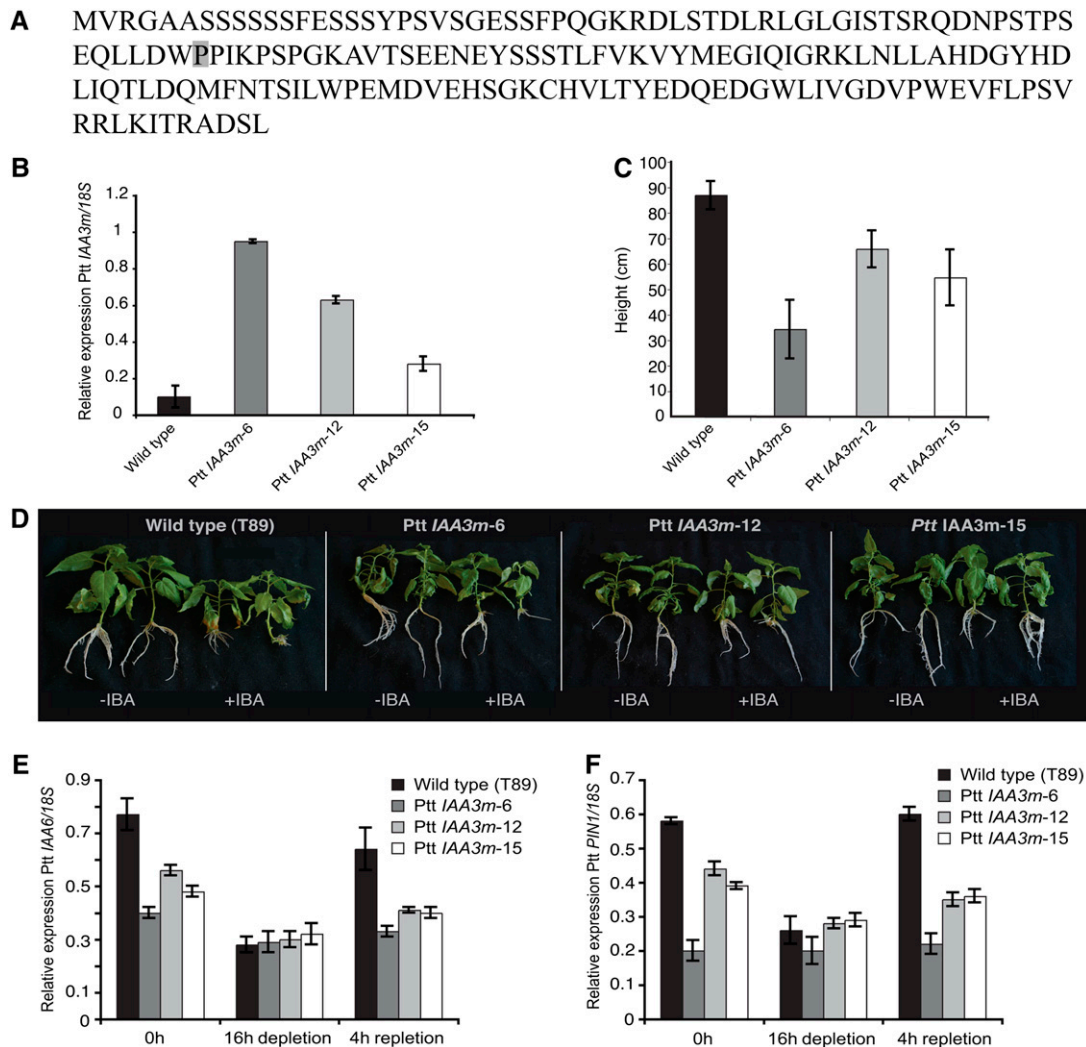 A
MVRGAASSSSSSFESSSYPSVSGESSFPQGKRDLSTDLRLGLGISTSRQDNPSTPS
EQLLDWPPIKPSPGKAVTSEENEYSSSTLFVKVYMEGIQIGRKLNLLAHDGYHD
LIQTLDQMFNTSILWPEMDVEHSGKCHVLTYEDQEDGWLIVGDVPWEVFLPSV
RRLKITRADSL
B
Relative expression Ptt IAA3m/18S
1.2
1
0.8
0.6
0.4
0.2
0
Wild type
Ptt IAA3m-6
Ptt IAA3m-12
Ptt IAA3m-15
C
Height (cm)
100
90
80
70
60
50
40
30
20
10
0
Wild type
Ptt IAA3m-6
Ptt IAA3m-12
Ptt IAA3m-15
D
Wild type (T89)
Ptt IAA3m-6
Ptt IAA3m-12
Ptt IAA3m-15
-IBA +IBA
-IBA +IBA
-IBA +IBA
-IBA +IBA
E
Relative expression Ptt IAA6/18S
0.9
0.7
0.5
0.3
0.1
0
Wild type (T89)
Ptt IAA3m-6
Ptt IAA3m-12
Ptt IAA3m-15
0h
16h depletion
4h repletion
F
Relative expression Ptt PIN1/18S
0.7
0.6
0.5
0.4
0.3
0.2
0.1
0
Wild type (T89)
Ptt IAA3m-6
Ptt IAA3m-12
Ptt IAA3m-15
0h
16h depletion
4h repletion